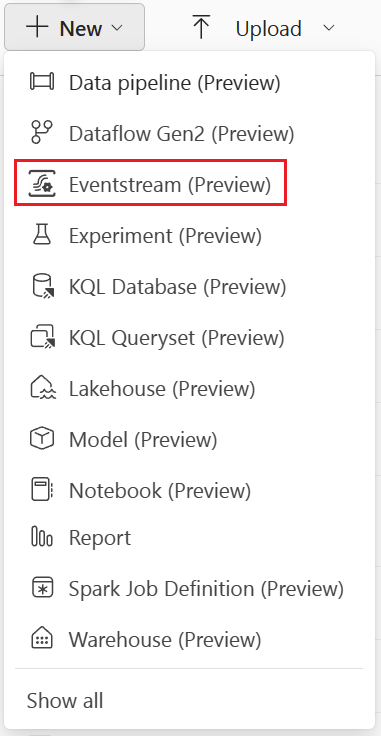 New
Upload
Data pipeline (Preview)
Dataflow Gen2 (Preview)
Eventstream (Preview)
Experiment (Preview)
KQL Database (Preview)
KQL Queryset (Preview)
Lakehouse (Preview)
Model (Preview)
Notebook (Preview)
Report
Spark Job Definition (Preview)
Warehouse (Preview)
Show all